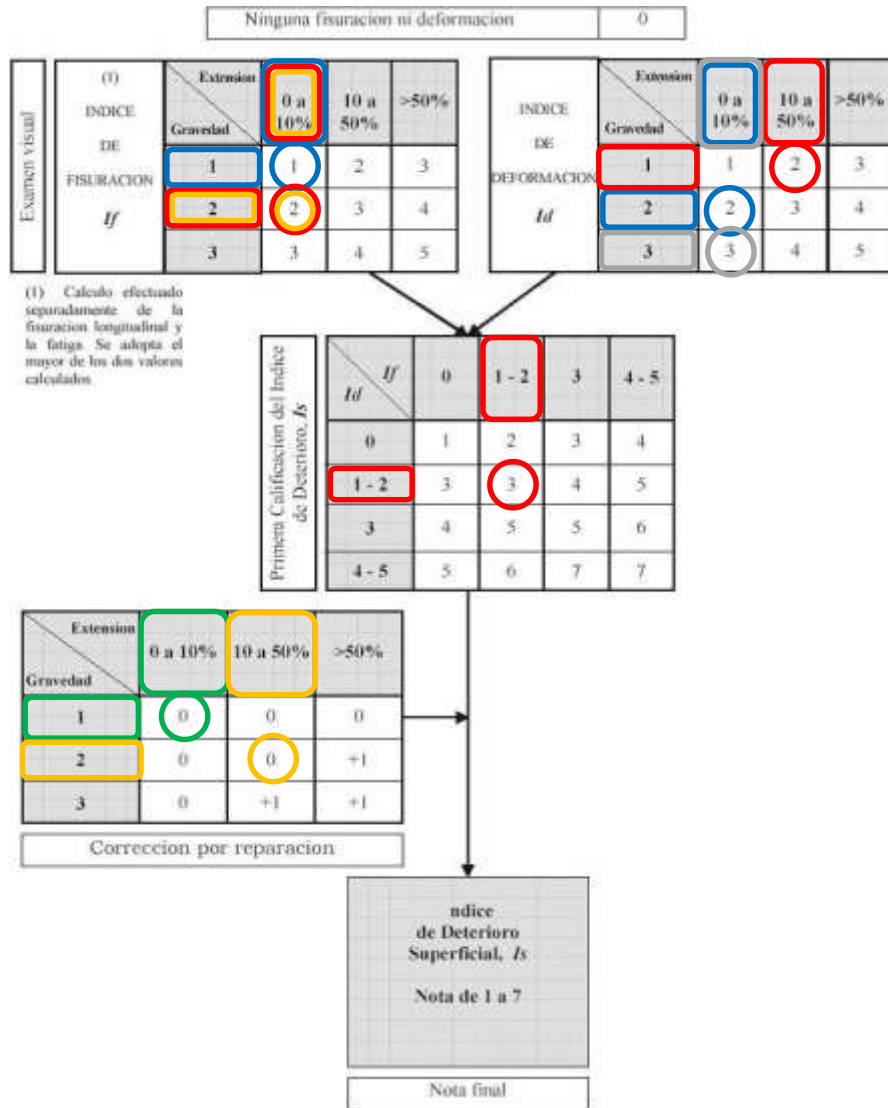 Ninguna fisuracion ni deformacion 0
Examen visual
(1)
INDICE
DE
FISURACION
If
Extension
Gravedad
0 a 10% 10 a 50% >50%
1 1 2 3
2 2 3 4
3 3 4 5
INDICE
DE
DEFORMACION
Id
Extension
Gravedad
0 a 10% 10 a 50% >50%
1 1 2 3
2 2 3 4
3 3 4 5
(1) Calculo efectuado
separadamente de la
fisuracion longitudinal y
la fatiga. Se adopta el
mayor de los dos valores
calculados
Primera Calificacion del Indice
de Deterioro, Is
If
Id
0 1 - 2 3 4 - 5
0 1 2 3 4
1 - 2 3 3 4 5
3 4 5 5 6
4 - 5 5 6 7 7
Extension
Gravedad
0 a 10% 10 a 50% >50%
1 0 0 0
2 0 0 +1
3 0 +1 +1
Correccion por reparacion
ndice
de Deterioro
Superficial, Is
Nota de 1 a 7
Nota final